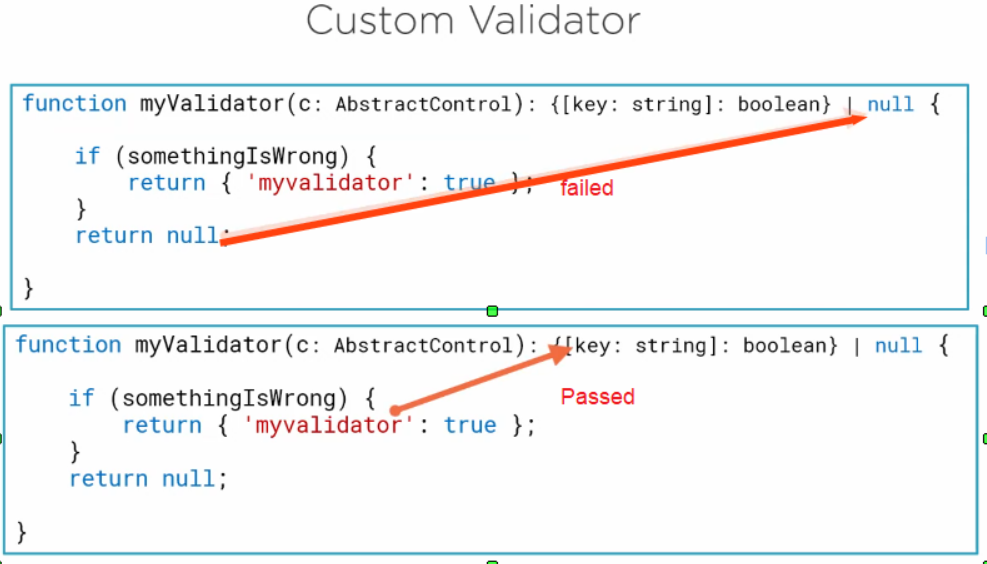 Custom Validator
function myValidator(c: AbstractControl): {[key: string]: boolean} | null {
if (somethingIsWrong) {
return { 'myvalidator': true }; failed
}
return null;
}
function myValidator(c: AbstractControl): {[key: string]: boolean} | null {
if (somethingIsWrong) { Passed
return { 'myvalidator': true };
}
return null;
}